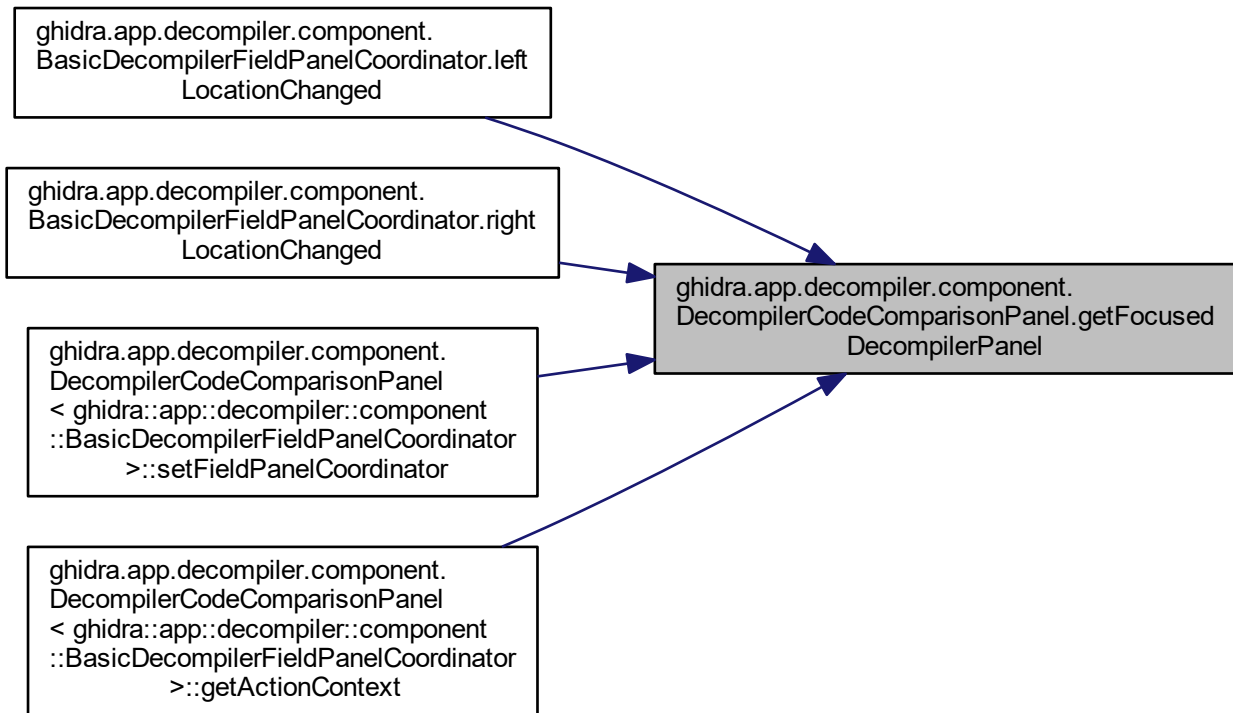 ghidra.app.decompiler.component.
BasicDecompilerFieldPanelCoordinator.left
LocationChanged
ghidra.app.decompiler.component.
BasicDecompilerFieldPanelCoordinator.right
LocationChanged
ghidra.app.decompiler.component.
DecompilerCodeComparisonPanel
< ghidra::app::decompiler::component
::BasicDecompilerFieldPanelCoordinator
>::setFieldPanelCoordinator
ghidra.app.decompiler.component.
DecompilerCodeComparisonPanel
< ghidra::app::decompiler::component
::BasicDecompilerFieldPanelCoordinator
>::getActionContext
ghidra.app.decompiler.component.
DecompilerCodeComparisonPanel.getFocused
DecompilerPanel